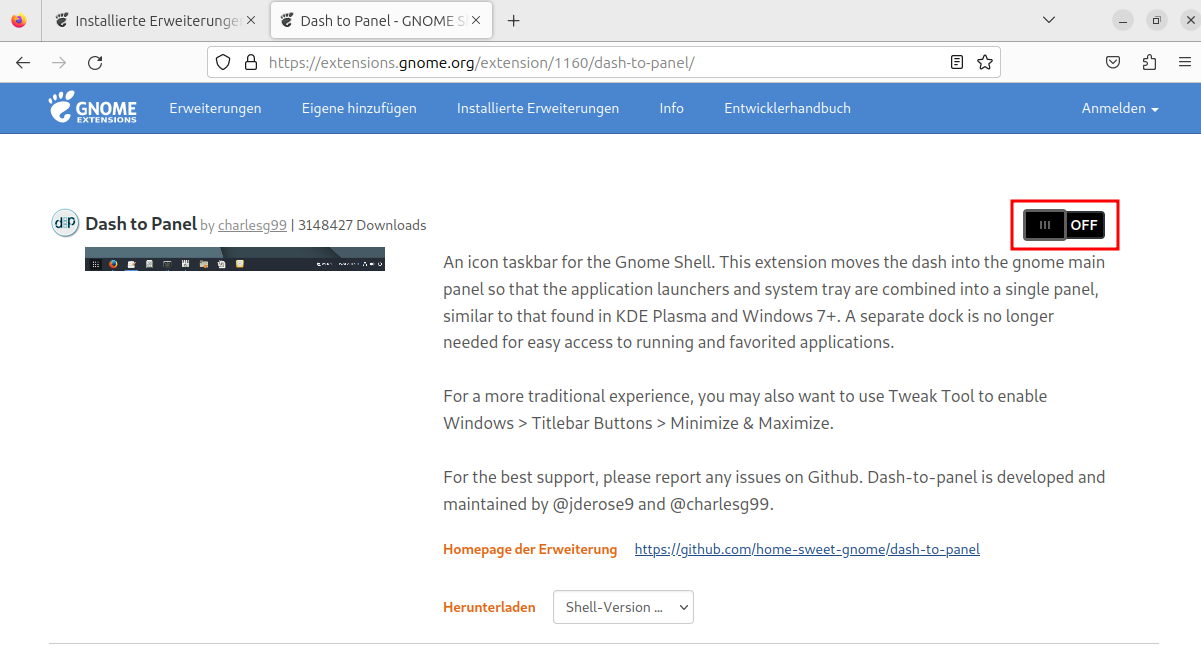 Installierte Erweiterunge
Dash to Panel - GNOME S
https://extensions.gnome.org/extension/1160/dash-to-panel/
GNOME
EXTENSIONS
Erweiterungen
Eigene hinzufügen
Installierte Erweiterungen
Info
Entwicklerhandbuch
Anmelden
Dash to Panel by charlesg99 | 3148427 Downloads
OFF
An icon taskbar for the Gnome Shell. This extension moves the dash into the gnome main
panel so that the application launchers and system tray are combined into a single panel,
similar to that found in KDE Plasma and Windows 7+. A separate dock is no longer
needed for easy access to running and favorited applications.
For a more traditional experience, you may also want to use Tweak Tool to enable
Windows > Titlebar Buttons > Minimize & Maximize.
For the best support, please report any issues on Github. Dash-to-panel is developed and
maintained by @jderose9 and @charlesg99.
Homepage der Erweiterung https://github.com/home-sweet-gnome/dash-to-panel
Herunterladen Shell-Version ...